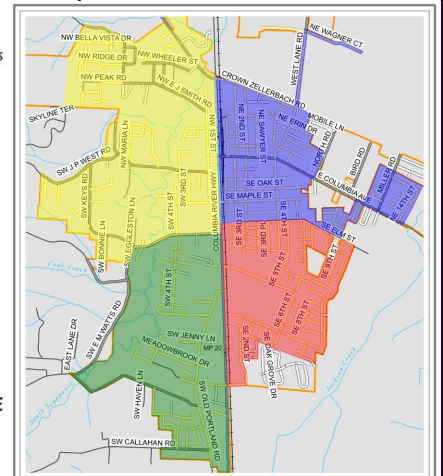 NE WAGNER CT
NW BELLA VISTA DR
NW WHEELER ST
NW RIDGE DR
WEST LANE RD
NW PEAK RD
NW E J SMITH RD
CROWN ZELLERBACH RD
MOBILE LN
SKYLINE TER
NW 1ST ST
NE 2ND ST
NE SAWYER ST
NE ERIN DR
NORTH RD
BIRD RD
MILLER RD
NW MARIA LN
SW J P WEST RD
SW 3RD ST
E COLUMBIA AVE
NE 14TH ST
SE OAK ST
SW KEYS RD
SE MAPLE ST
SW 4TH ST
COLUMBIA RIVER HWY
SE 1ST ST
SE 3RD PL
SE 4TH ST
SE ELM ST
SW EGGLESTON LN
SW BONNIE LN
SE 9TH ST
SE 5TH ST
Coal Creek
SW 4TH ST
SE 6TH ST
SE 8TH ST
SW E M WATTS RD
EAST LANE DR
SW JENNY LN
SE 2ND ST
MP 20
MEADOWBROOK DR
SE OAK GROVE DR
Jackson Creek
SW HAVEN LN
SW OLD PORTLAND RD
South Scappoose
SW CALLAHAN RD